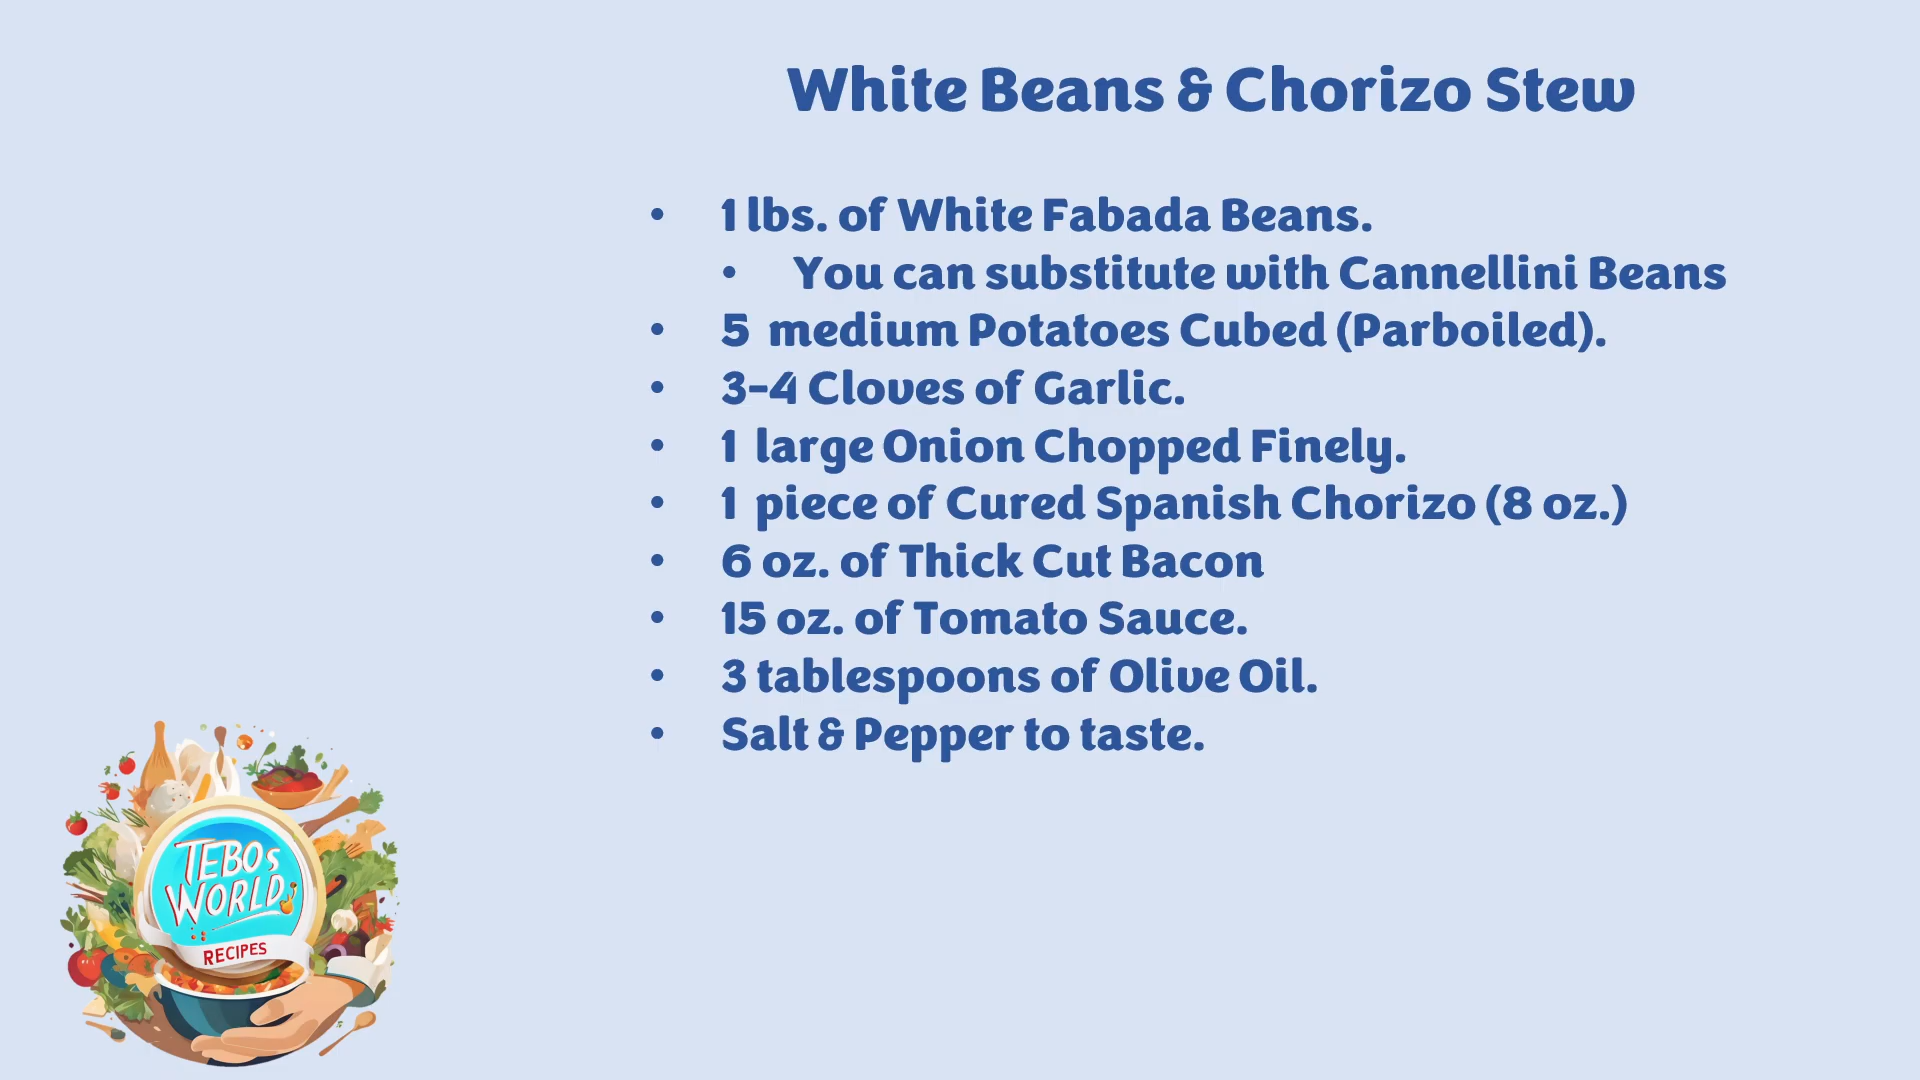 White Beans & Chorizo Stew
• 1 lbs. of White Fabada Beans.
• You can substitute with Cannellini Beans
• 5 medium Potatoes Cubed (Parboiled).
• 3-4 Cloves of Garlic.
• 1 large Onion Chopped Finely.
• 1 piece of Cured Spanish Chorizo (8 oz.)
• 6 oz. of Thick Cut Bacon
• 15 oz. of Tomato Sauce.
• 3 tablespoons of Olive Oil.
• Salt & Pepper to taste.
TEBOS
WORLD
RECIPES